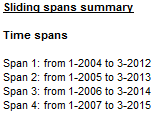 Sliding spans summary
Time spans
Span 1: from 1-2004 to 3-2012
Span 2: from 1-2005 to 3-2013
Span 3: from 1-2006 to 3-2014
Span 4: from 1-2007 to 3-2015